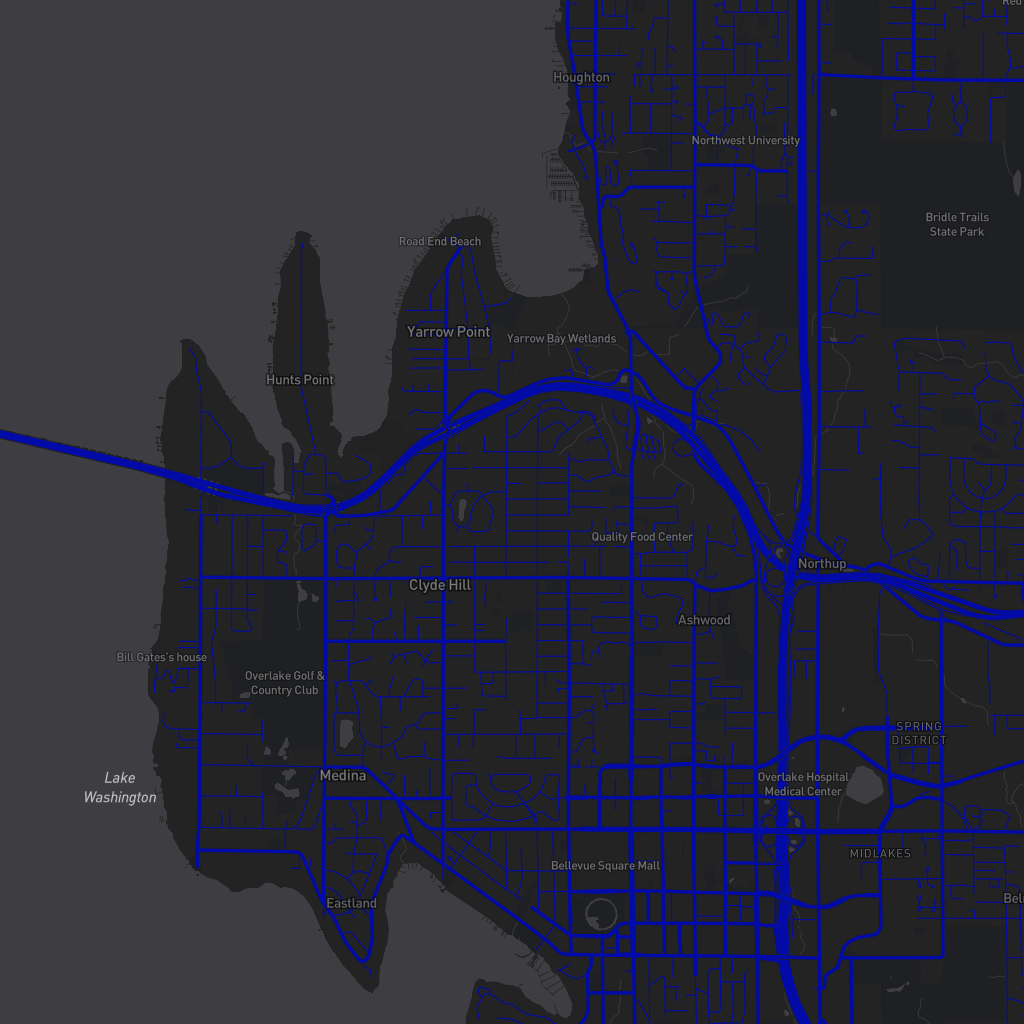 Red
Houghton
Northwest University
Bridle Trails
State Park
Road End Beach
Yarrow Point
Yarrow Bay Wetlands
Hunts Point
Quality Food Center
Northup
Clyde Hill
Ashwood
Bill Gates's house
Overlake Golf &
Country Club
SPRING
DISTRICT
Medina
Overlake Hospital
Medical Center
Lake
Washington
MIDLAKES
Bellevue Square Mall
Eastland
Bel